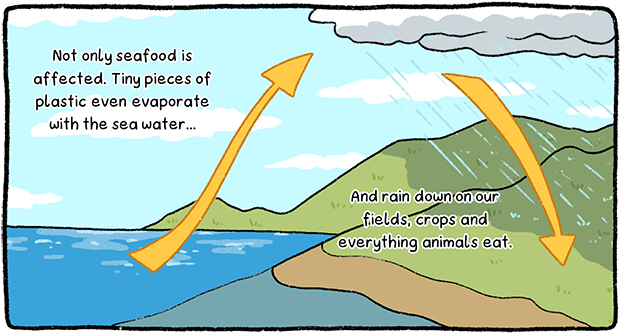 Not only seafood is
affected. Tiny pieces of
plastic even evaporate
with the sea water...
And rain down on our
fields, crops and
everything animals eat.